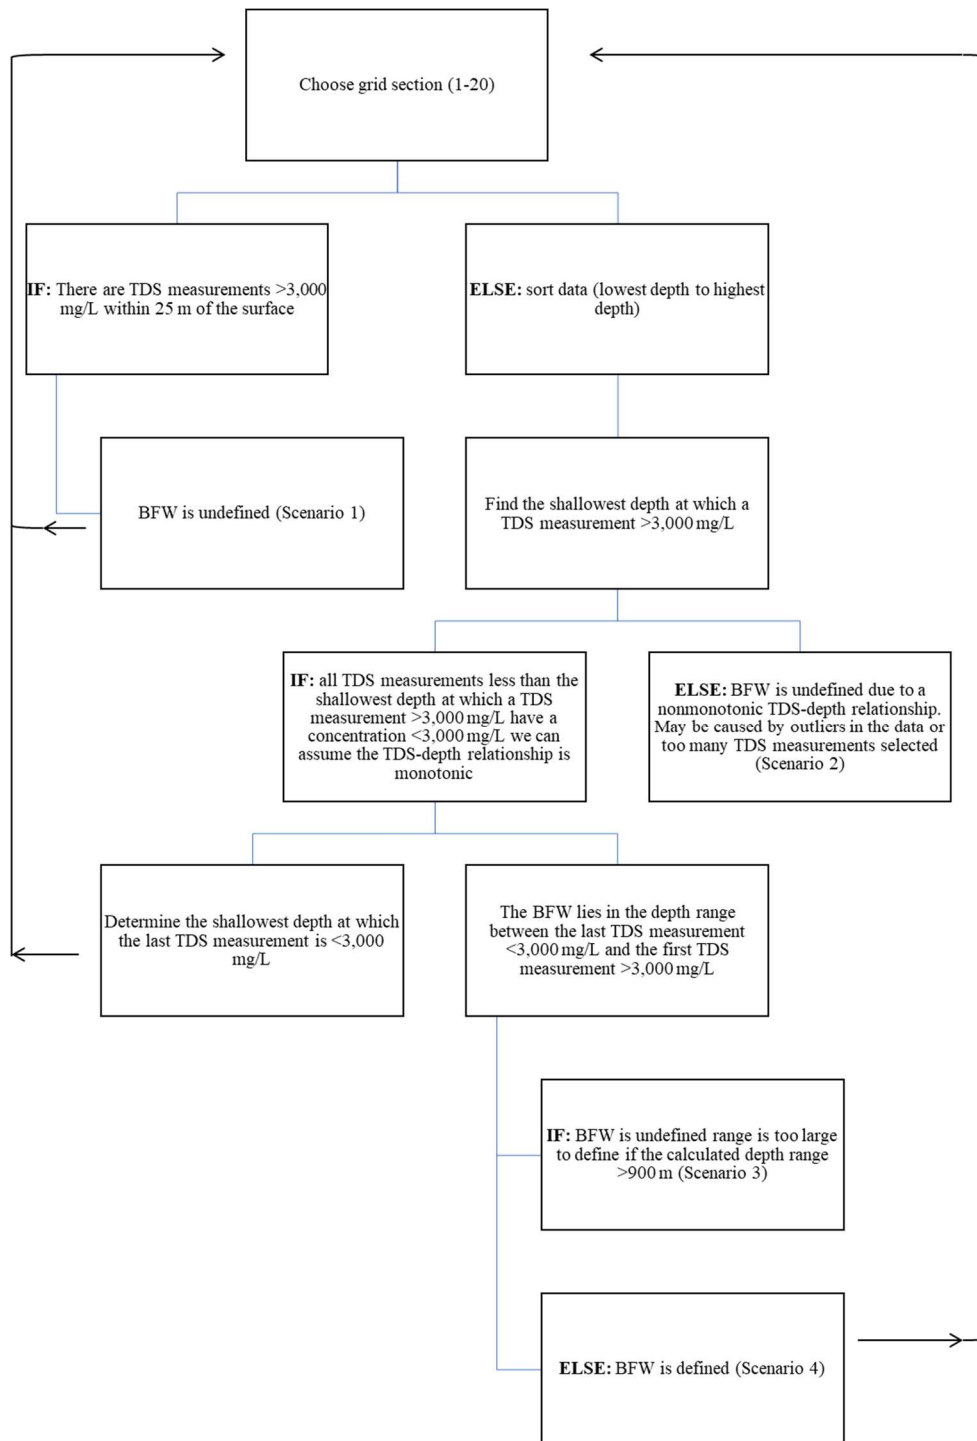 Choose grid section (1-20)
IF: There are TDS measurements >3,000
mg/L within 25 m of the surface
ELSE: sort data (lowest depth to highest
depth)
BFW is undefined (Scenario 1)
Find the shallowest depth at which a
TDS measurement >3,000 mg/L
IF: all TDS measurements less than the
shallowest depth at which a TDS
measurement >3,000 mg/L have a
concentration <3,000 mg/L we can
assume the TDS-depth relationship is
monotonic
ELSE: BFW is undefined due to a
nonmonotonic TDS-depth relationship.
May be caused by outliers in the data or
too many TDS measurements selected
(Scenario 2)
Determine the shallowest depth at which
the last TDS measurement is <3,000
mg/L
The BFW lies in the depth range
between the last TDS measurement
<3,000 mg/L and the first TDS
measurement >3,000 mg/L
IF: BFW is undefined range is too large
to define if the calculated depth range
>900 m (Scenario 3)
ELSE: BFW is defined (Scenario 4)